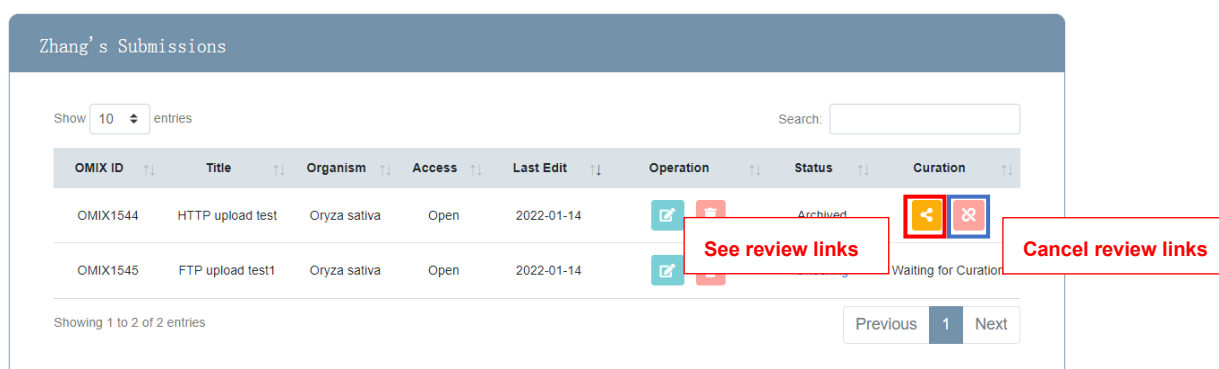 Zhang's Submissions
Show 10 entries
Search:
OMIX ID Title Organism Access Last Edit Operation Status Curation
OMIX1544 HTTP upload test Oryza sativa Open 2022-01-14 Archived
See review links
Cancel review links
OMIX1545 FTP upload test1 Oryza sativa Open 2022-01-14 Waiting for Curation
Showing 1 to 2 of 2 entries
Previous 1 Next